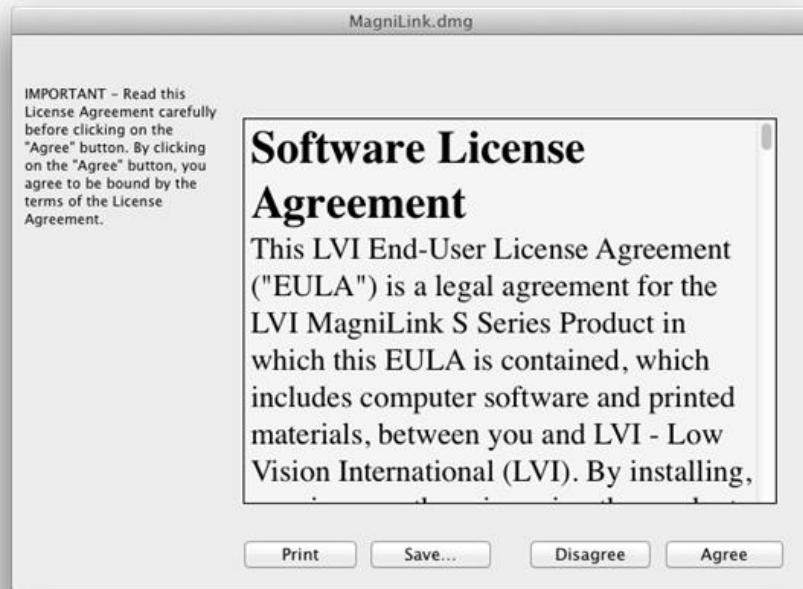 MagniLink.dmg
IMPORTANT - Read this
License Agreement carefully
before clicking on the
"Agree" button. By clicking
on the "Agree" button, you
agree to be bound by the
terms of the License
Agreement.
Software License
Agreement
This LVI End-User License Agreement
("EULA") is a legal agreement for the
LVI MagniLink S Series Product in
which this EULA is contained, which
includes computer software and printed
materials, between you and LVI - Low
Vision International (LVI). By installing,
Print
Save...
Disagree
Agree